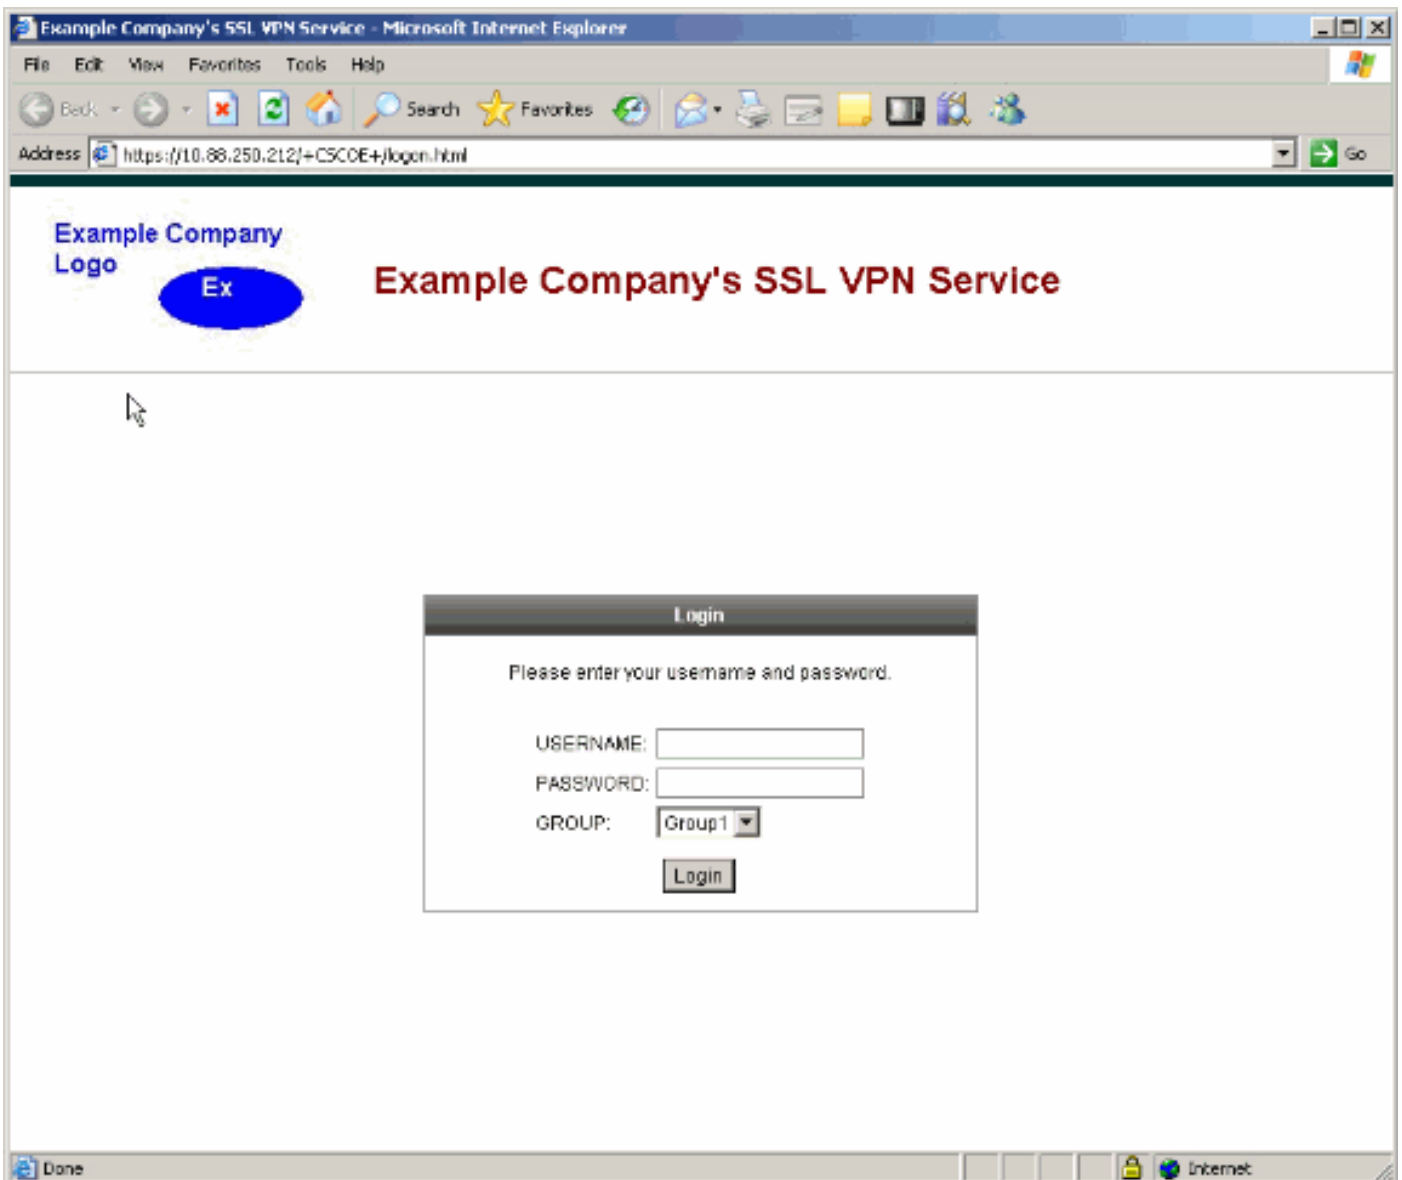 Example Company's SSL VPN Service - Microsoft Internet Explorer
File Edit View Favorites Tools Help
Back Search Favorites
Address https://10.88.250.212/+CSCOE+/logon.html Go
Example Company
Logo
Ex
Example Company's SSL VPN Service
Login
Please enter your username and password.
USERNAME:
PASSWORD:
GROUP: Group1
Login
Done Internet